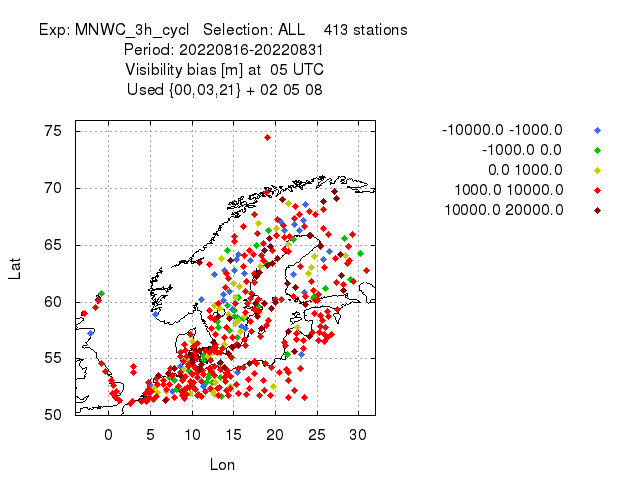 Exp: MNWC_3h_cycl Selection: ALL 413 stations
Period: 20220816-20220831
Visibility bias [m] at 05 UTC
Used {00,03,21} + 02 05 08
-10000.0 -1000.0
-1000.0 0.0
0.0 1000.0
1000.0 10000.0
10000.0 20000.0
75
70
65
60
55
50
Lat
0 5 10 15 20 25 30
Lon